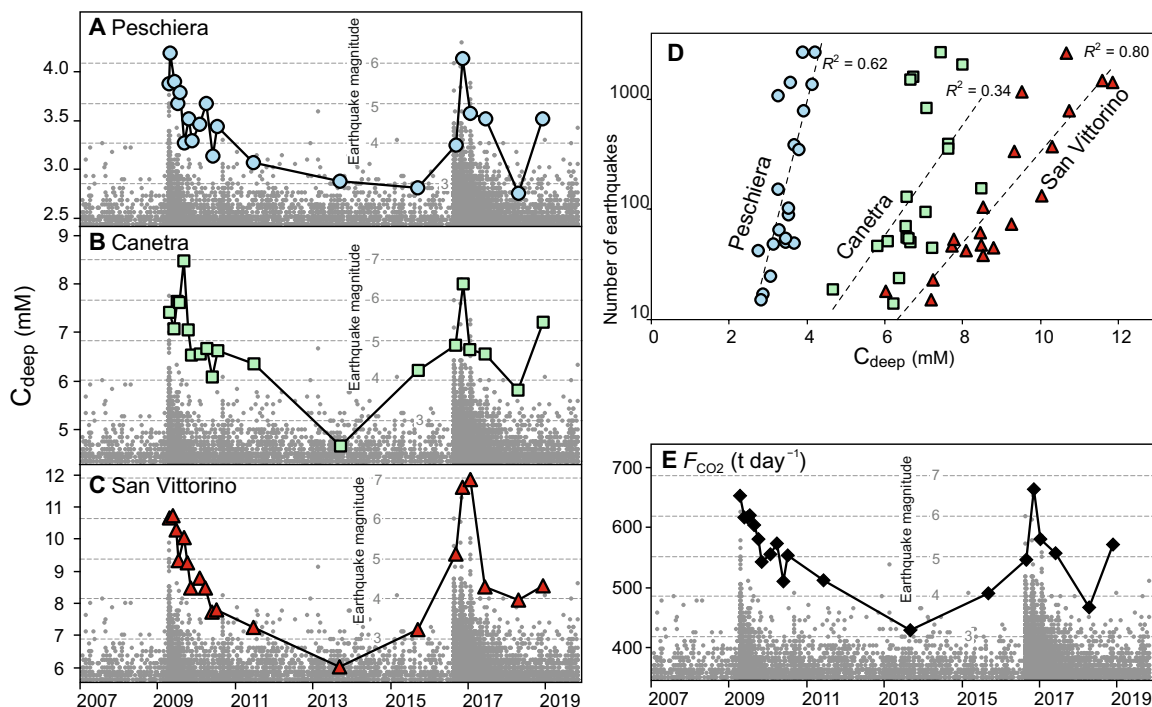 A Peschiera
4.0
3.5
3.0
2.5
Earthquake magnitude
6
5
4
3
B Canetra
9
8
7
6
5
Earthquake magnitude
7
6
5
4
3
C San Vittorino
12
11
10
9
8
7
6
Earthquake magnitude
7
6
5
4
3
2007 2009 2011 2013 2015 2017 2019
Cdeep (mM)
D
Number of earthquakes
1000
100
10
R² = 0.62
R² = 0.34
R² = 0.80
Peschiera
Canetra
San Vittorino
0 2 4 6 8 10 12
Cdeep (mM)
E FCO2 (t day⁻¹)
700
600
500
400
Earthquake magnitude
7
6
5
4
3
2007 2009 2011 2013 2015 2017 2019